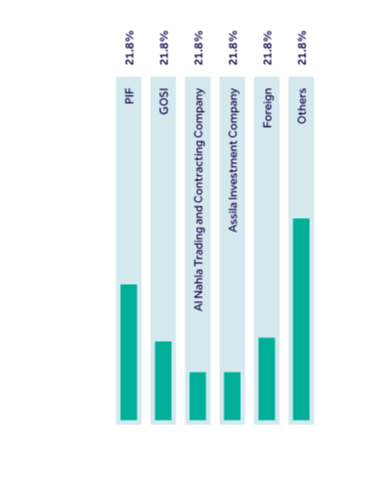 21.8%
PIF
21.8%
GOSI
21.8%
Al Nahla Trading and Contracting Company
21.8%
Assila Investment Company
21.8%
Foreign
21.8%
Others